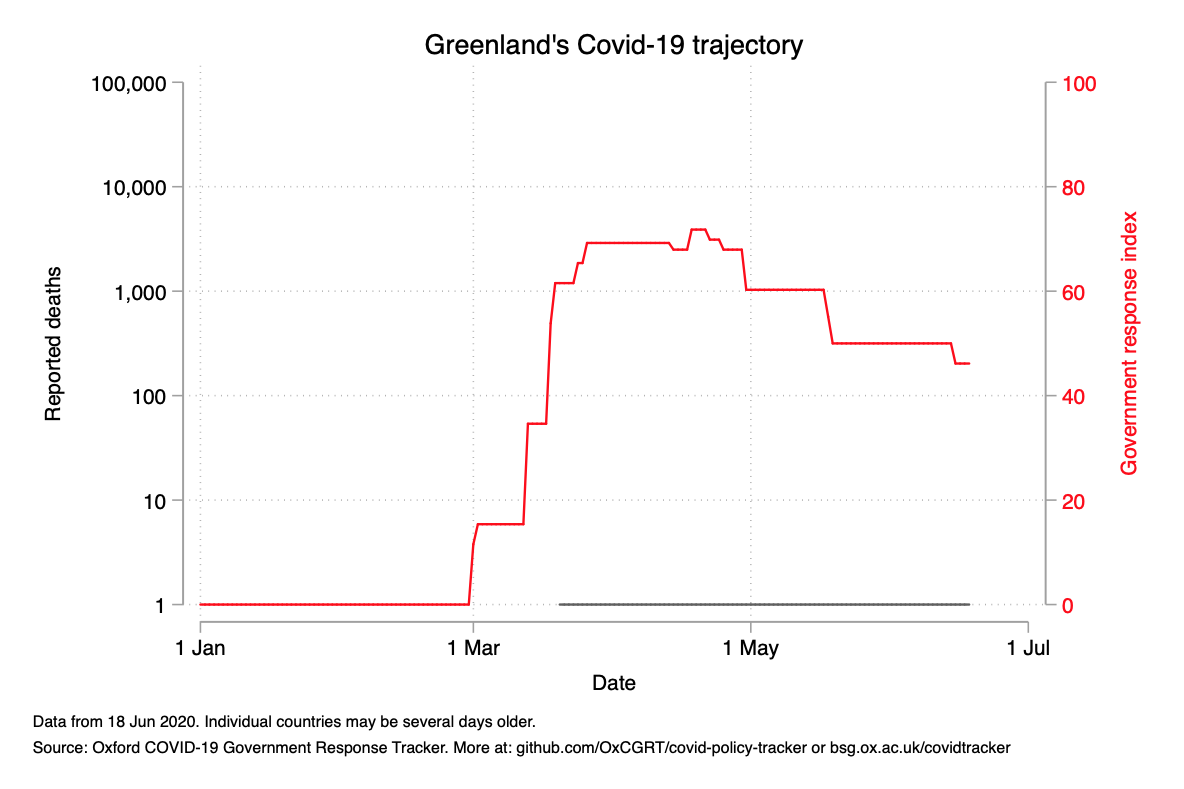 Greenland's Covid-19 trajectory
100,000
10,000
1,000
100
10
1
Reported deaths
100
80
60
40
20
0
Government response index
1 Jan
1 Mar
1 May
1 Jul
Date
Data from 18 Jun 2020. Individual countries may be several days older.
Source: Oxford COVID-19 Government Response Tracker. More at: github.com/OxCGRT/covid-policy-tracker or bsg.ox.ac.uk/covidtracker